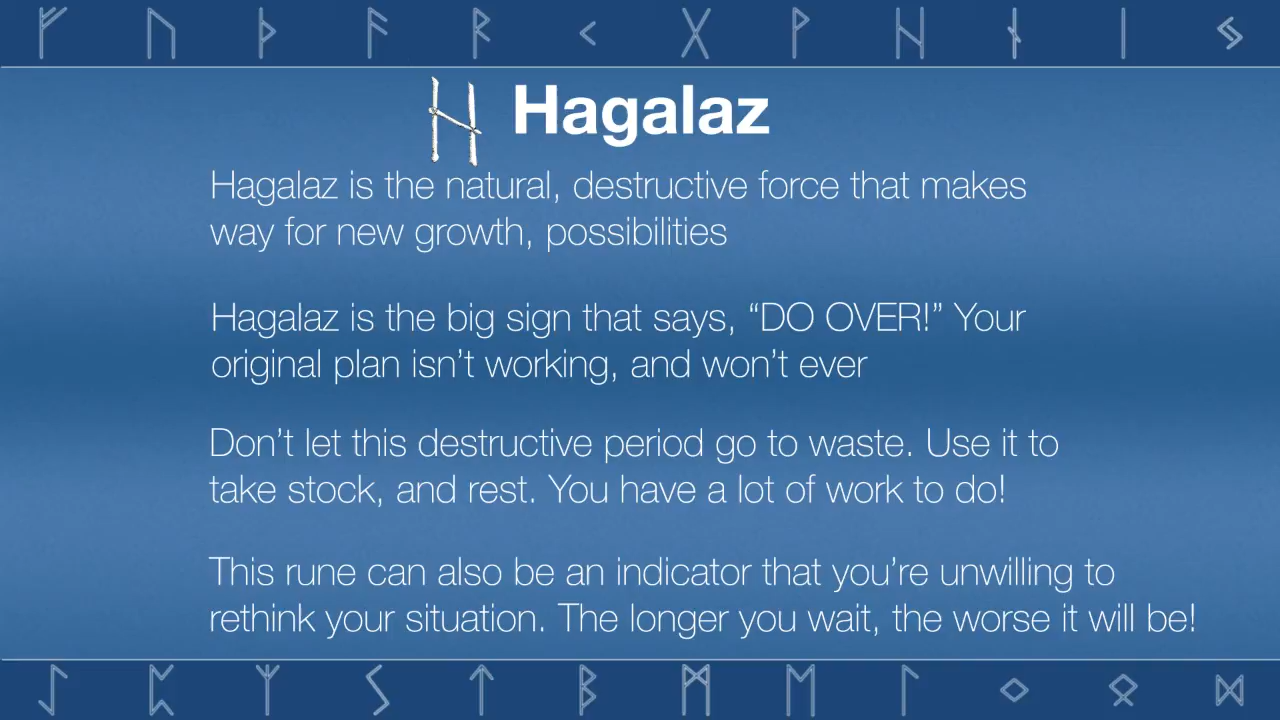 ᚠ ᚢ ᚦ ᚨ ᚱ ᚲ ᚷ ᚹ ᚺ ᚾ ᛁ ᛃ
ᚺ Hagalaz
Hagalaz is the natural, destructive force that makes
way for new growth, possibilities
Hagalaz is the big sign that says, “DO OVER!” Your
original plan isn’t working, and won’t ever
Don’t let this destructive period go to waste. Use it to
take stock, and rest. You have a lot of work to do!
This rune can also be an indicator that you’re unwilling to
rethink your situation. The longer you wait, the worse it will be!
ᛇ ᛈ ᛉ ᛊ ᛏ ᛒ ᛗ ᛖ ᛚ ᛜ ᛟ ᛞ